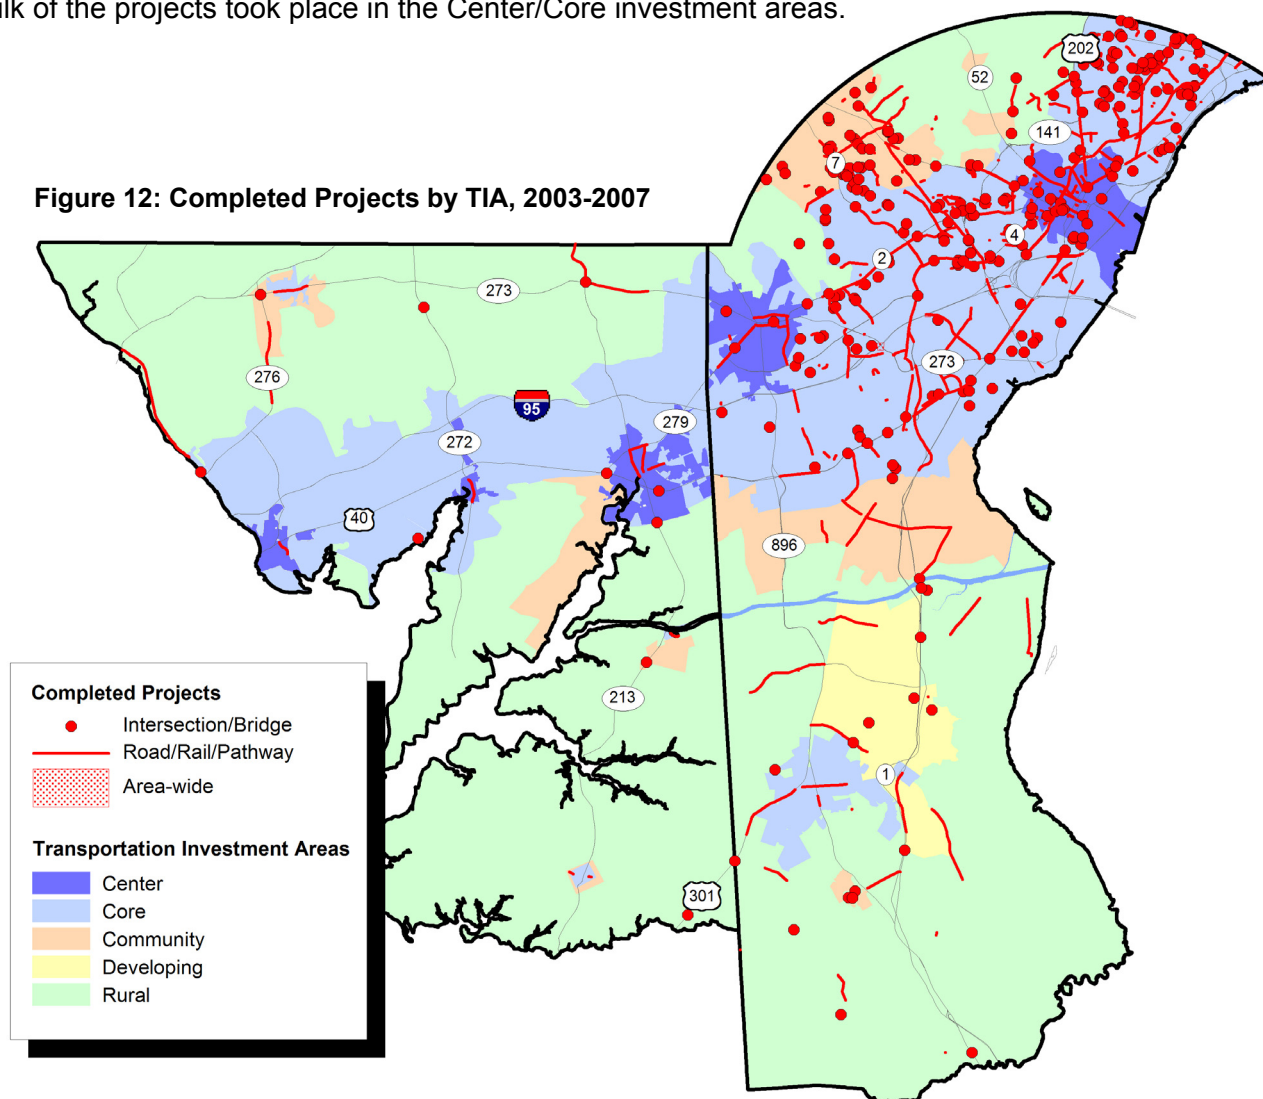 ulk of the projects took place in the Center/Core investment areas.
Figure 12: Completed Projects by TIA, 2003-2007
202
52
141
7
4
2
273
273
276
95
279
272
273
40
896
213
1
301
Completed Projects
Intersection/Bridge
Road/Rail/Pathway
Area-wide
Transportation Investment Areas
Center
Core
Community
Developing
Rural